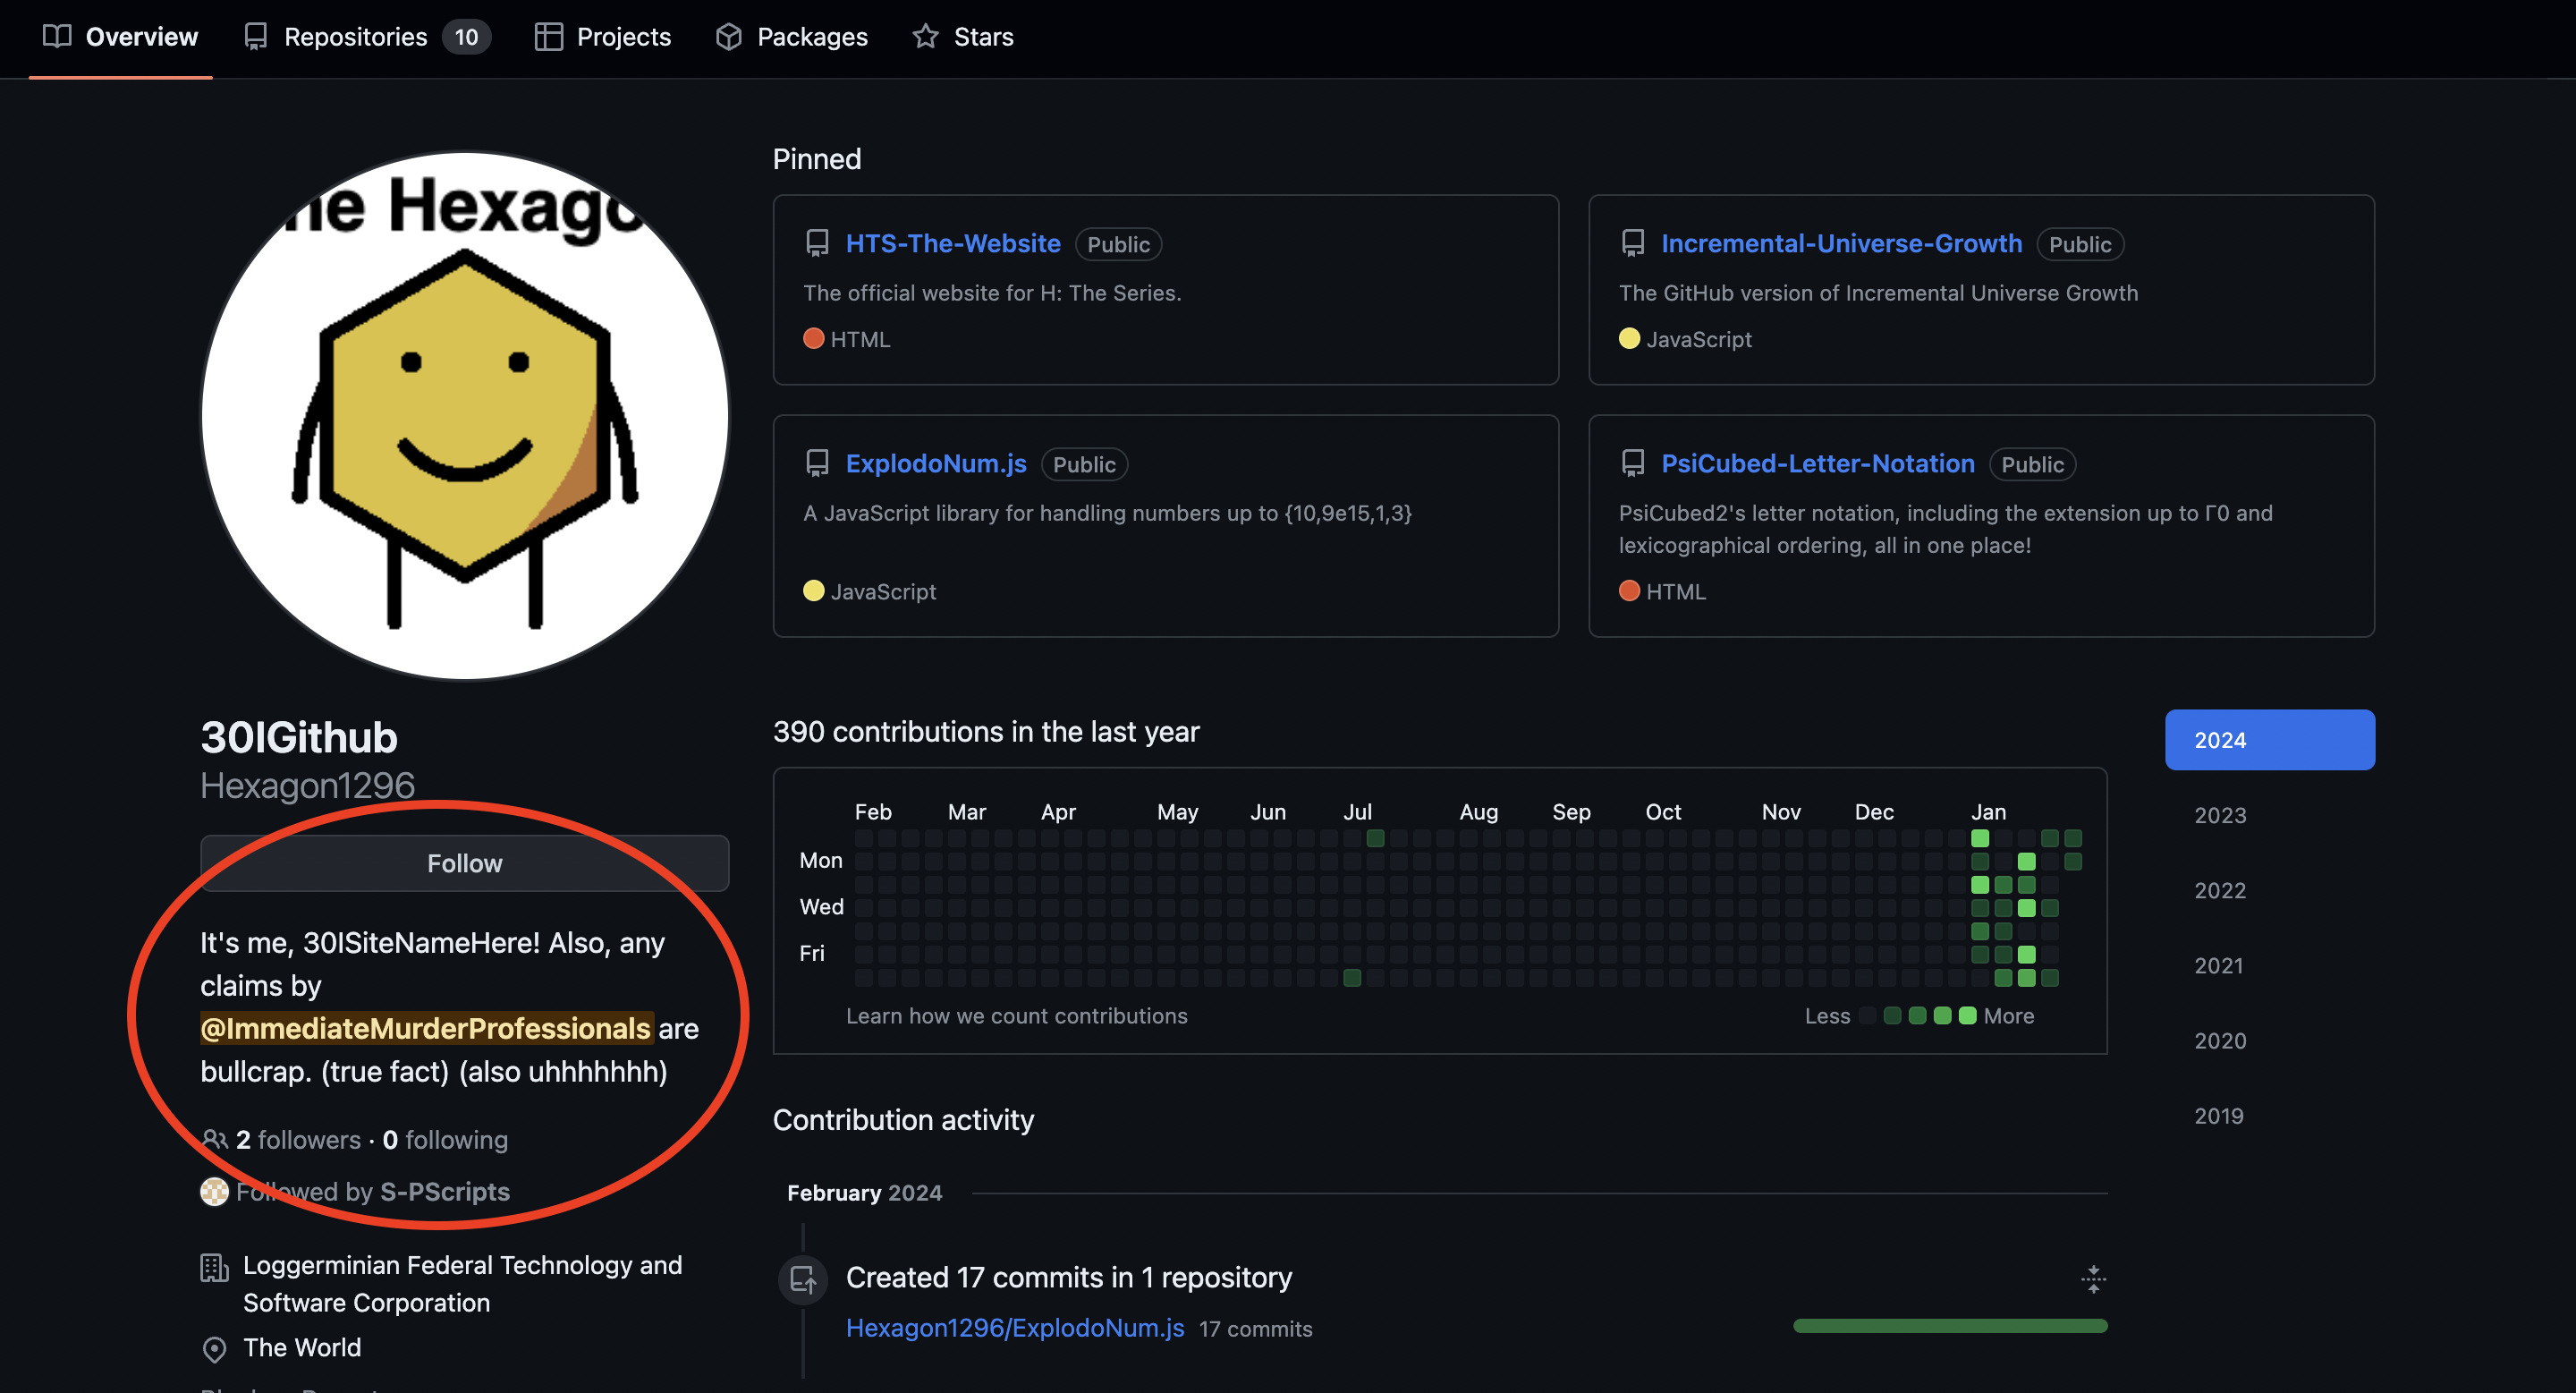 Overview Repositories 10 Projects Packages Stars
he Hexago
30IGithub
Hexagon1296
Follow
It's me, 30ISiteNameHere! Also, any
claims by
@ImmediateMurderProfessionals are
bullcrap. (true fact) (also uhhhhhhh)
2 followers · 0 following
Followed by S-PScripts
Loggerminian Federal Technology and
Software Corporation
The World
Pinned
HTS-The-Website Public
The official website for H: The Series.
HTML
Incremental-Universe-Growth Public
The GitHub version of Incremental Universe Growth
JavaScript
ExplodoNum.js Public
A JavaScript library for handling numbers up to {10,9e15,1,3}
JavaScript
PsiCubed-Letter-Notation Public
PsiCubed2's letter notation, including the extension up to Γ0 and
lexicographical ordering, all in one place!
HTML
390 contributions in the last year
Feb Mar Apr May Jun Jul Aug Sep Oct Nov Dec Jan
Mon
Wed
Fri
Learn how we count contributions
Less More
2024
2023
2022
2021
2020
2019
Contribution activity
February 2024
Created 17 commits in 1 repository
Hexagon1296/ExplodoNum.js 17 commits